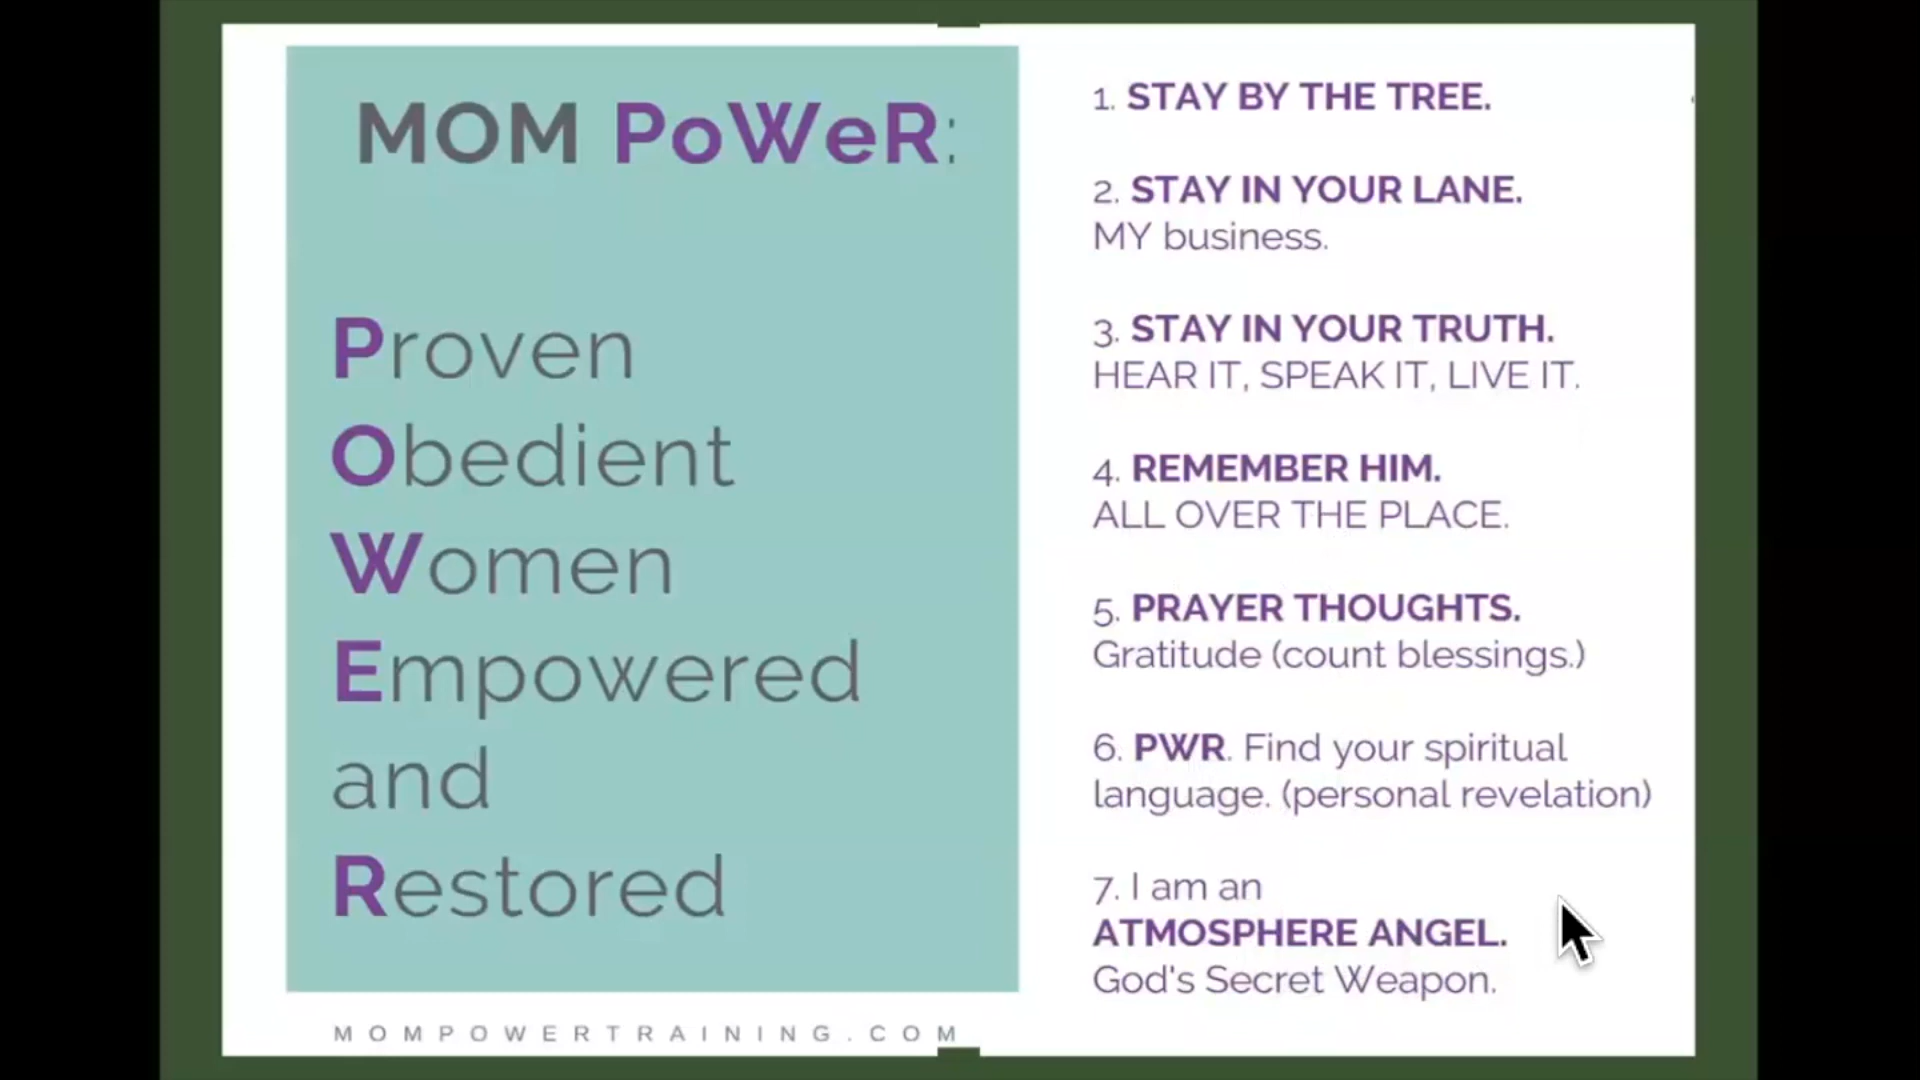 MOM PoWeR:
Proven
Obedient
Women
Empowered
and
Restored
MOMPOWERTRAINING.COM
1. STAY BY THE TREE.
2. STAY IN YOUR LANE.
MY business.
3. STAY IN YOUR TRUTH.
HEAR IT, SPEAK IT, LIVE IT.
4. REMEMBER HIM.
ALL OVER THE PLACE.
5. PRAYER THOUGHTS.
Gratitude (count blessings.)
6. PWR. Find your spiritual
language. (personal revelation)
7. I am an
ATMOSPHERE ANGEL.
God's Secret Weapon.